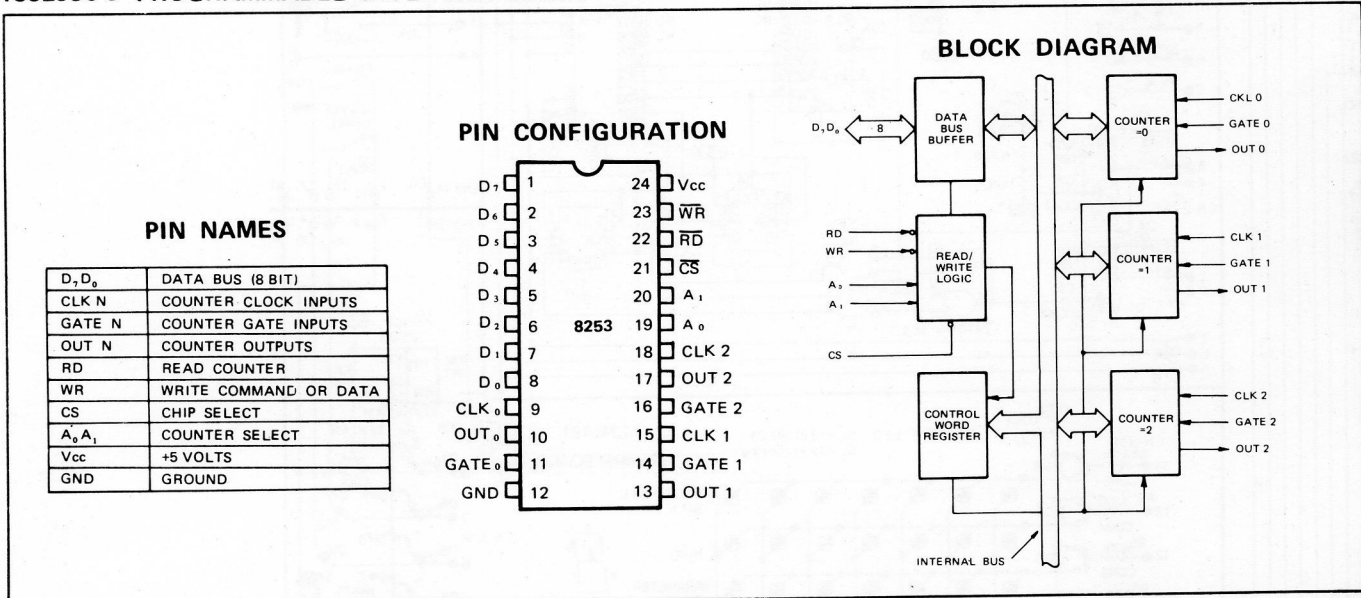 PROGRAMMABLE
PIN NAMES
D₇D₀ DATA BUS (8 BIT)
CLK N COUNTER CLOCK INPUTS
GATE N COUNTER GATE INPUTS
OUT N COUNTER OUTPUTS
RD READ COUNTER
WR WRITE COMMAND OR DATA
CS CHIP SELECT
A₀A₁ COUNTER SELECT
Vcc +5 VOLTS
GND GROUND
PIN CONFIGURATION
D₇ 1 24 Vcc
D₆ 2 23 W̅R̅
D₅ 3 22 R̅D̅
D₄ 4 21 C̅S̅
D₃ 5 20 A₁
D₂ 6 8253 19 A₀
D₁ 7 18 CLK 2
D₀ 8 17 OUT 2
CLK₀ 9 16 GATE 2
OUT₀ 10 15 CLK 1
GATE₀ 11 14 GATE 1
GND 12 13 OUT 1
BLOCK DIAGRAM
D₇D₀ 8
DATA
BUS
BUFFER
COUNTER
=0
CKL 0
GATE 0
OUT 0
RD
WR
A₀
A₁
CS
READ/
WRITE
LOGIC
COUNTER
=1
CLK 1
GATE 1
OUT 1
CONTROL
WORD
REGISTER
COUNTER
=2
CLK 2
GATE 2
OUT 2
INTERNAL BUS